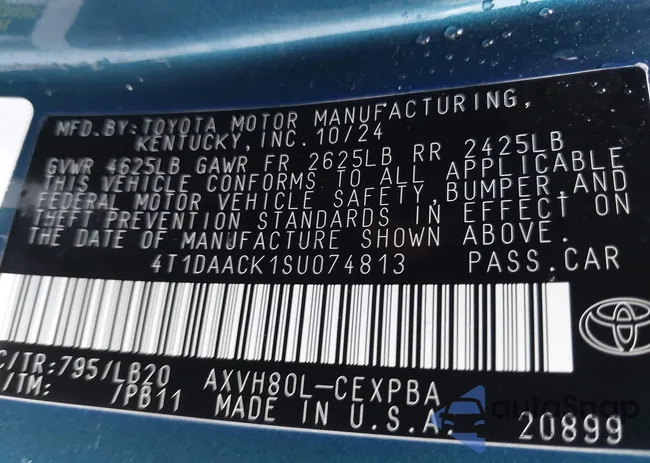 MFD.BY:TOYOTA MOTOR MANUFACTURING,
KENTUCKY,INC.10/24
GVWR 4625LB GAWR FR 2625LB RR 2425LB
THIS VEHICLE CONFORMS TO ALL APPLICABLE
FEDERAL MOTOR VEHICLE SAFETY,BUMPER,AND
THEFT PREVENTION STANDARDS IN EFFECT ON
THE DATE OF MANUFACTURE SHOWN ABOVE.
4T1DAACK1SU074813 PASS.CAR
C/TR:795/LB20 AXVH80L-CEXPBA
/TM: /PB11 MADE IN U.S.A.
autoSnap
20899